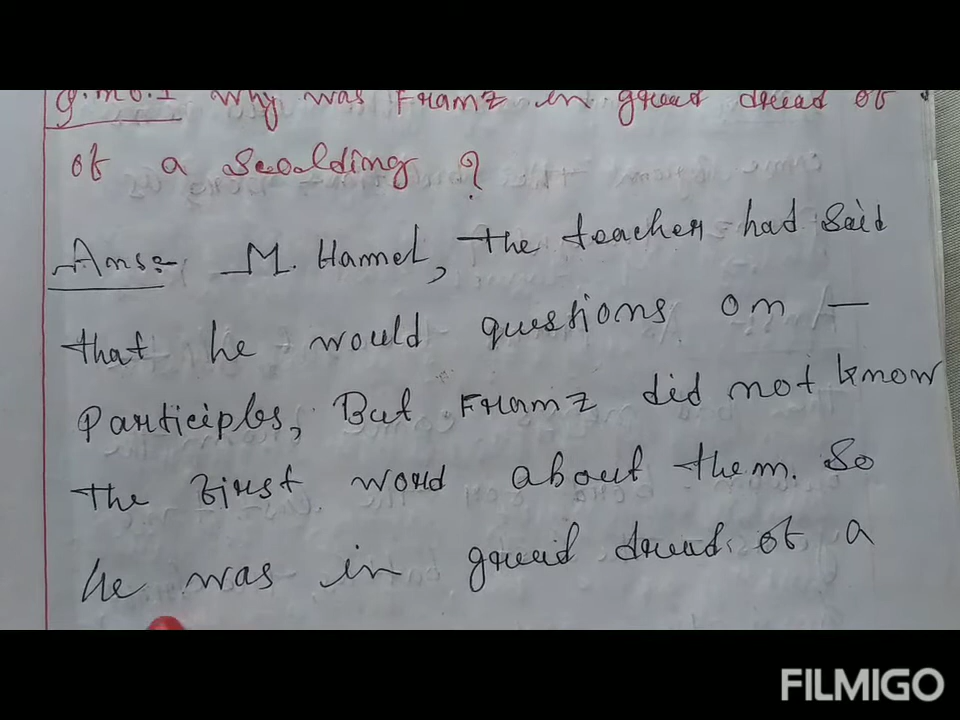 Q.no.1 Why was Franz in great dread of
of a Scolding ?
Ans:- M. Hamel, the teacher had said
that he would questions on —
Participles, But Franz did not know
the first word about them. So
he was in great dread of a
FILMIGO